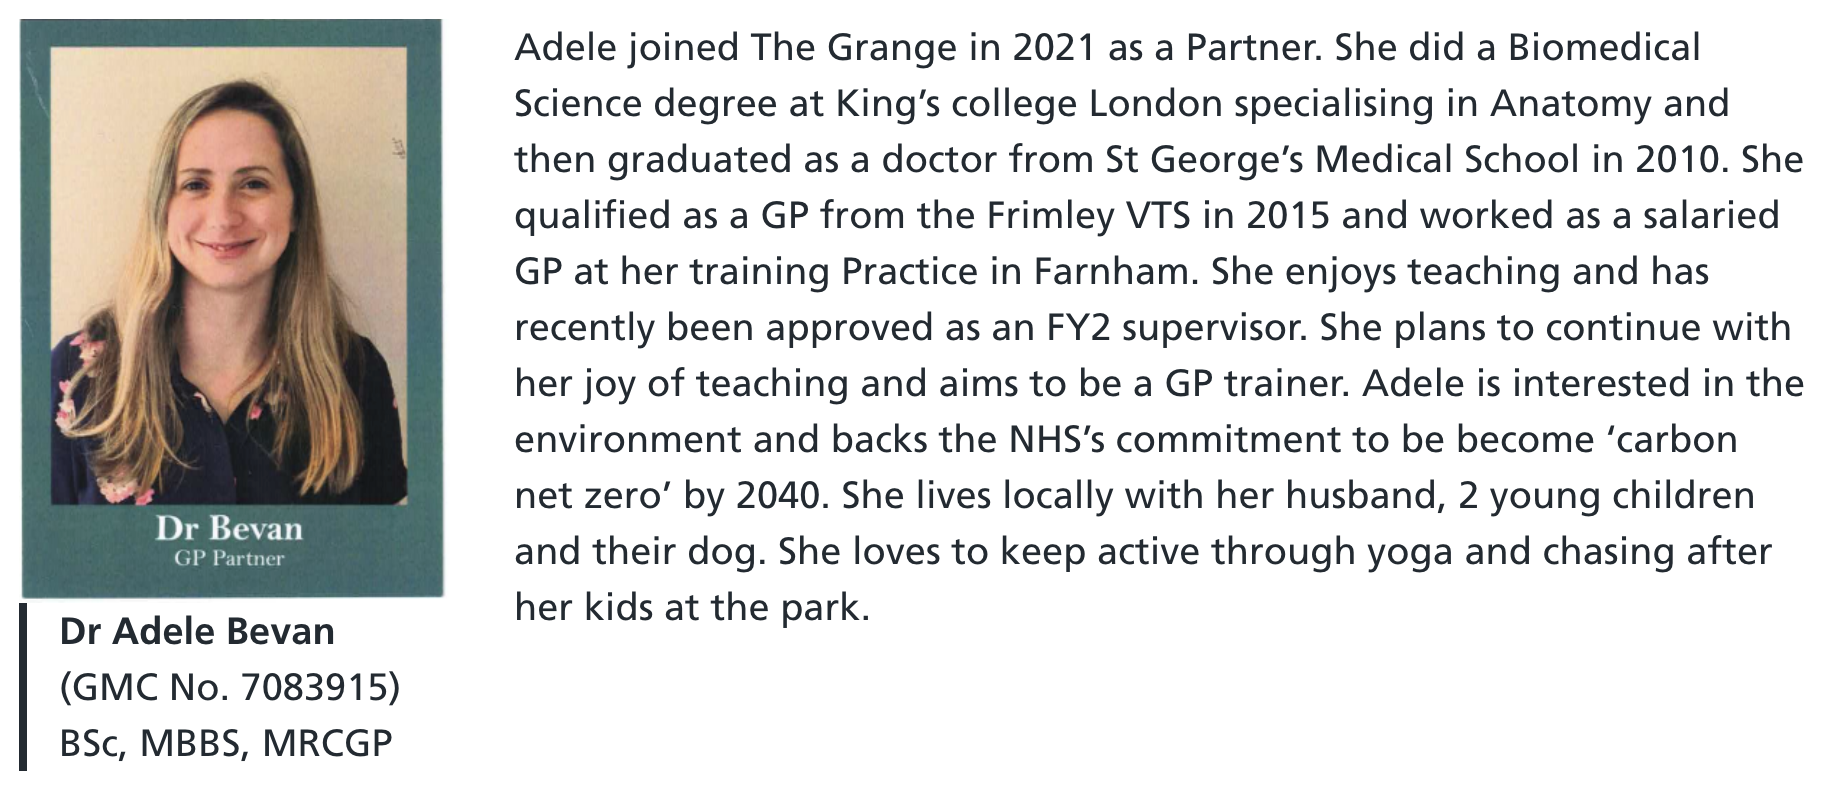 Dr Bevan
GP Partner
Dr Adele Bevan
(GMC No. 7083915)
BSc, MBBS, MRCGP
Adele joined The Grange in 2021 as a Partner. She did a Biomedical
Science degree at King’s college London specialising in Anatomy and
then graduated as a doctor from St George’s Medical School in 2010. She
qualified as a GP from the Frimley VTS in 2015 and worked as a salaried
GP at her training Practice in Farnham. She enjoys teaching and has
recently been approved as an FY2 supervisor. She plans to continue with
her joy of teaching and aims to be a GP trainer. Adele is interested in the
environment and backs the NHS’s commitment to be become ‘carbon
net zero’ by 2040. She lives locally with her husband, 2 young children
and their dog. She loves to keep active through yoga and chasing after
her kids at the park.